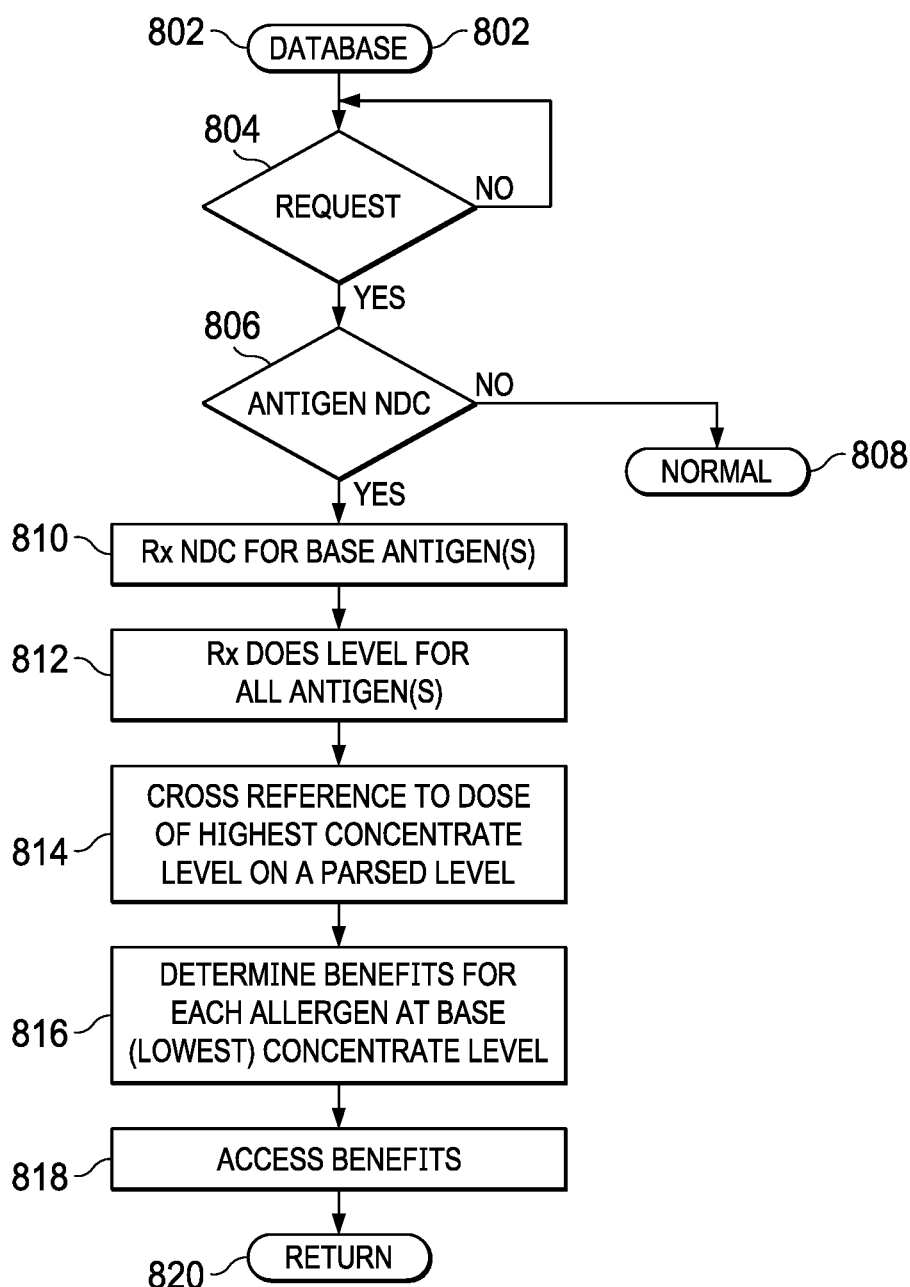 802
DATABASE
802
804
REQUEST
NO
YES
806
ANTIGEN NDC
NO
NORMAL
808
YES
810
Rx NDC FOR BASE ANTIGEN(S)
812
Rx DOES LEVEL FOR
ALL ANTIGEN(S)
814
CROSS REFERENCE TO DOSE
OF HIGHEST CONCENTRATE
LEVEL ON A PARSED LEVEL
816
DETERMINE BENEFITS FOR
EACH ALLERGEN AT BASE
(LOWEST) CONCENTRATE LEVEL
818
ACCESS BENEFITS
820
RETURN